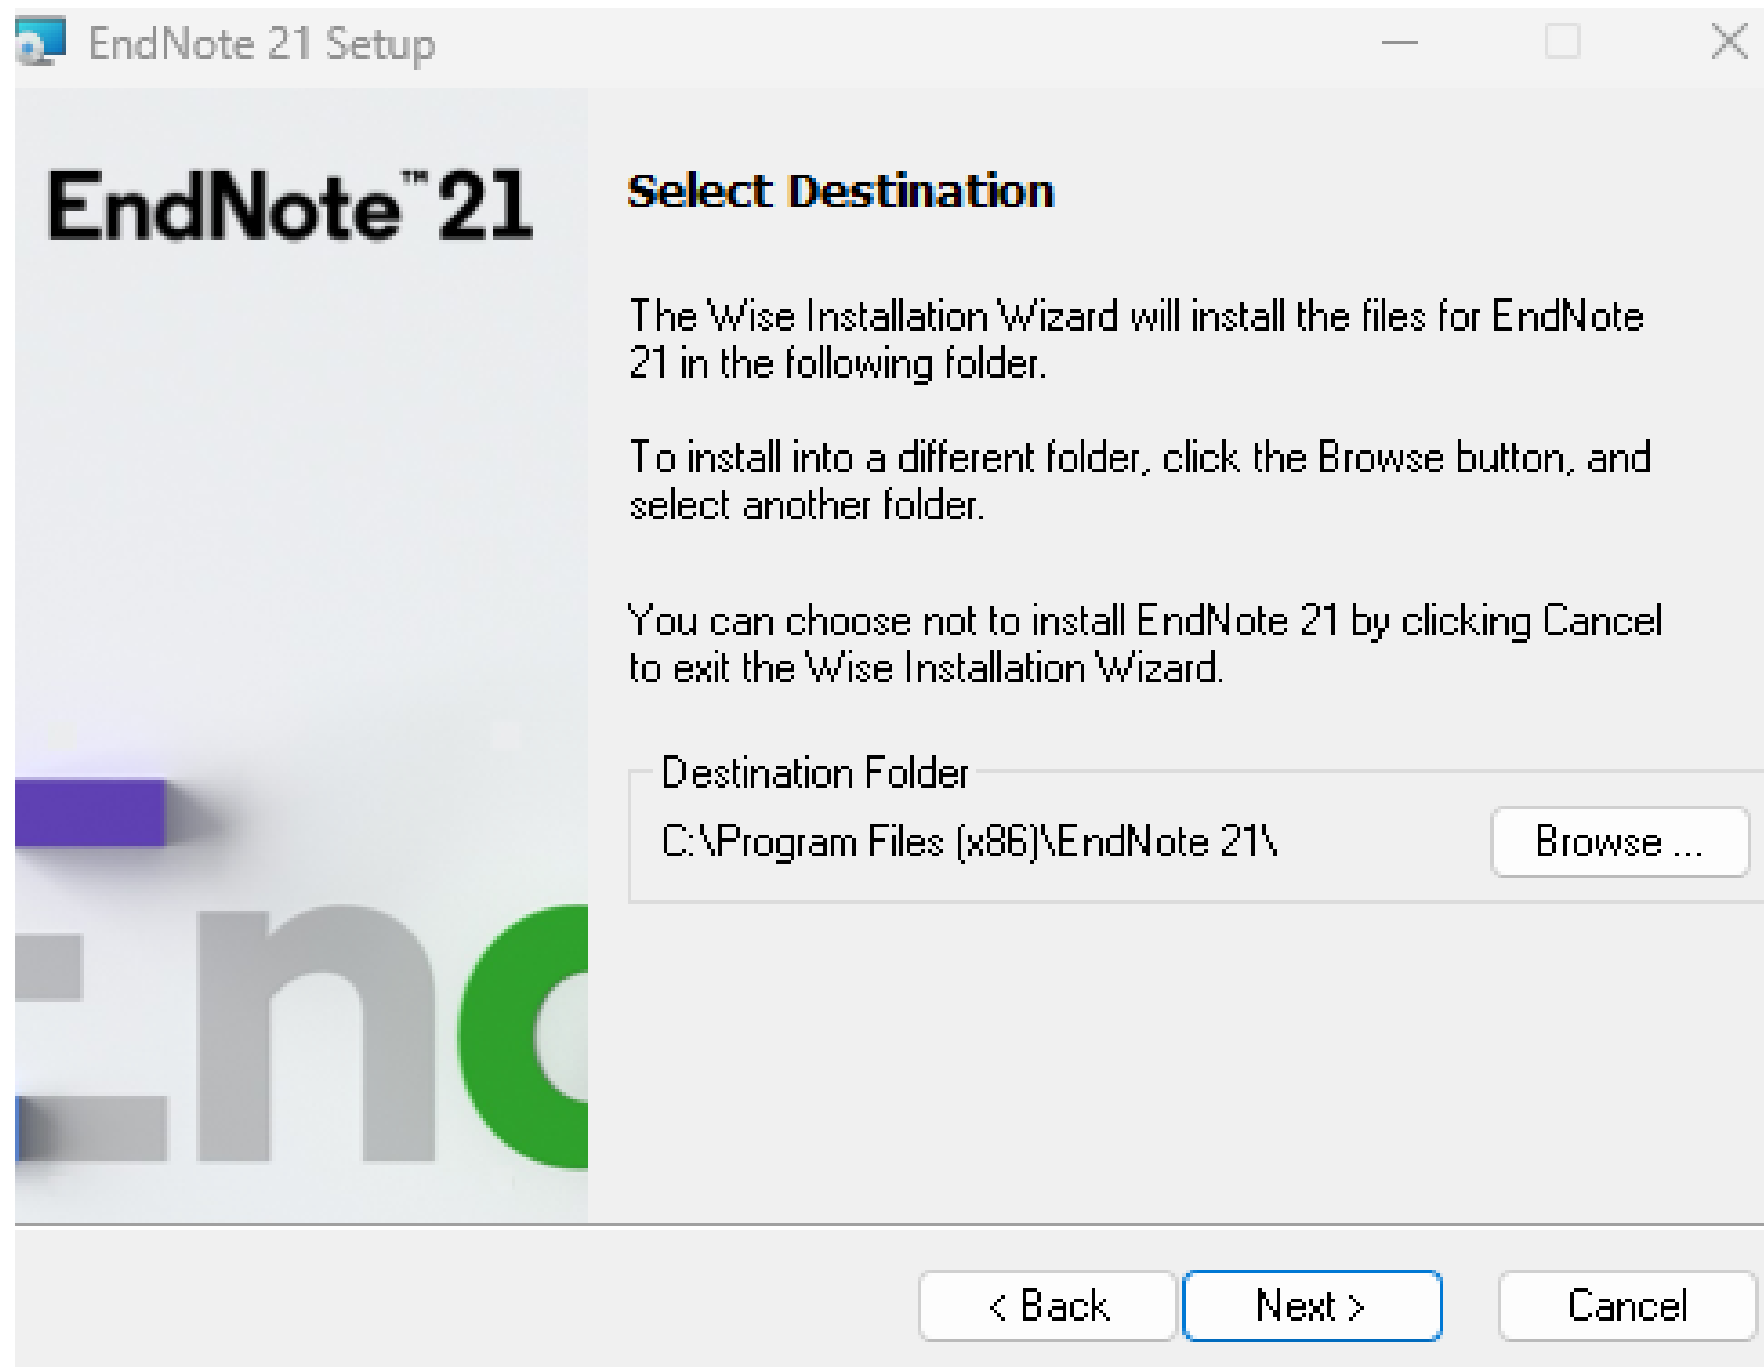 EndNote 21 Setup
EndNote™ 21
Select Destination
The Wise Installation Wizard will install the files for EndNote
21 in the following folder.
To install into a different folder, click the Browse button, and
select another folder.
You can choose not to install EndNote 21 by clicking Cancel
to exit the Wise Installation Wizard.
Destination Folder
C:\Program Files (x86)\EndNote 21\
Browse ...
En
< Back
Next >
Cancel